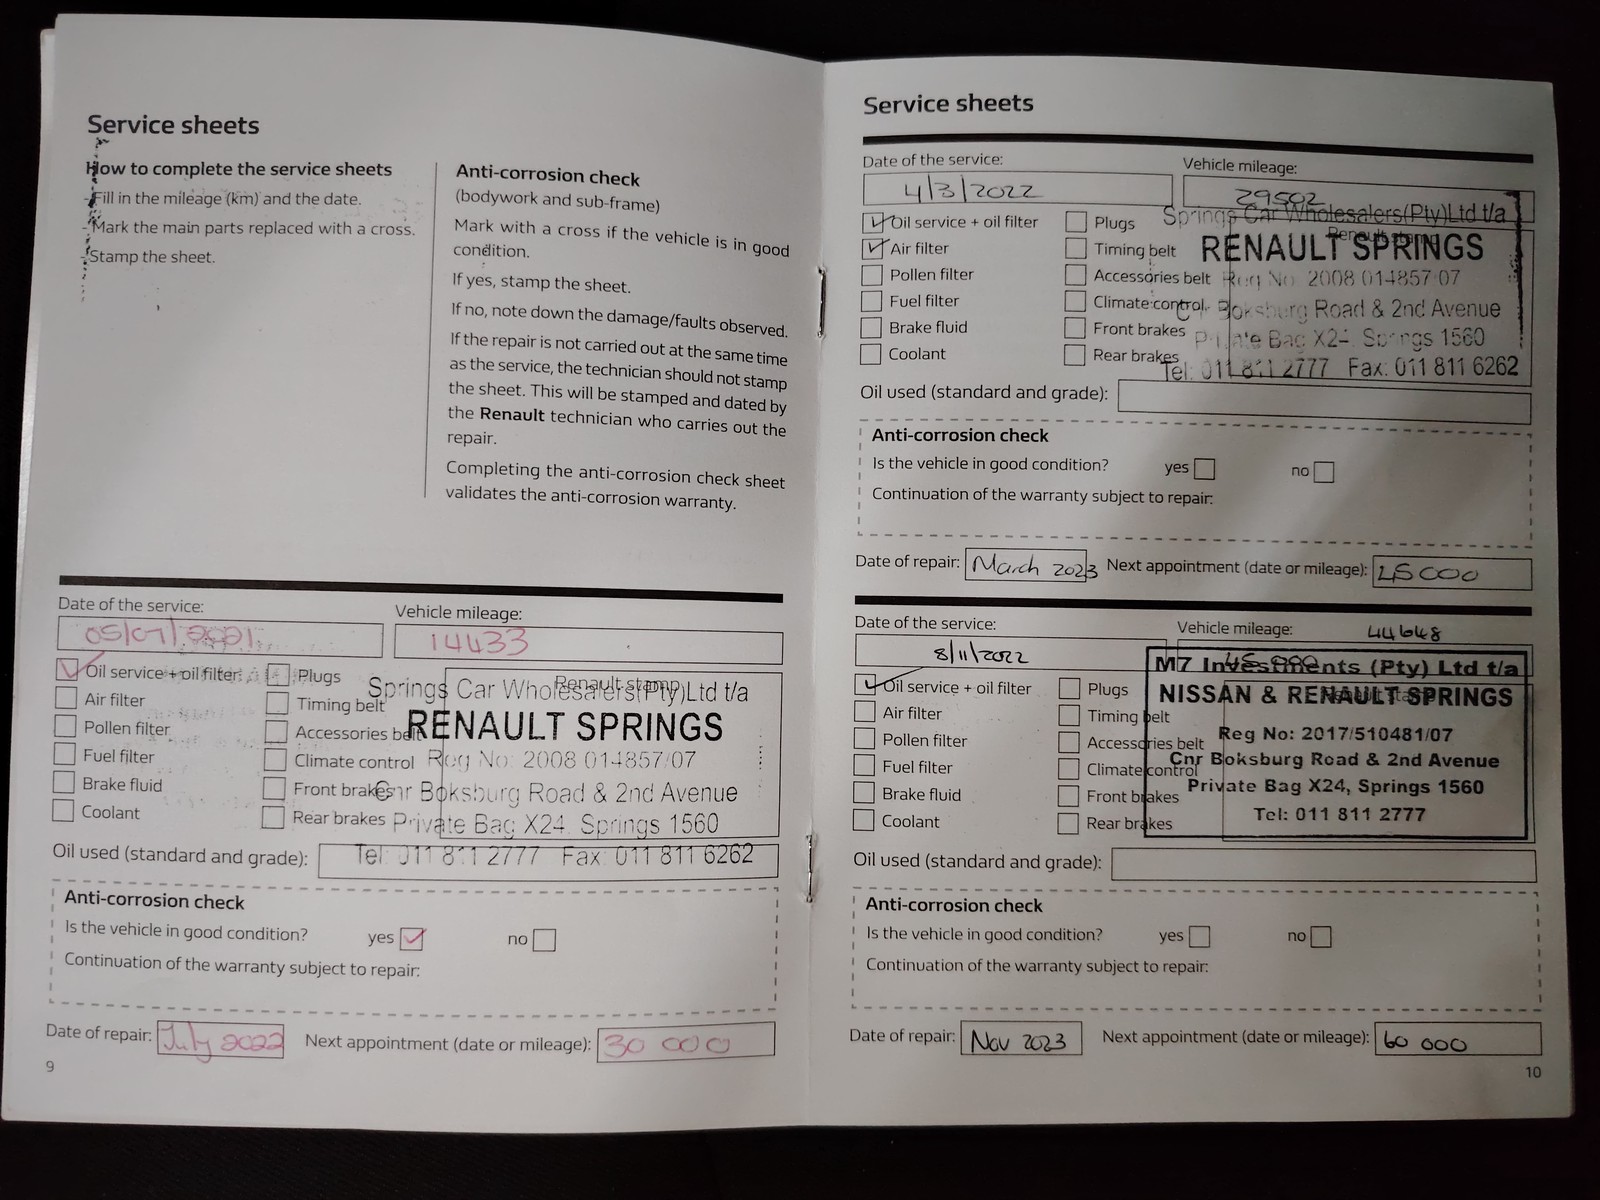 Service sheets
How to complete the service sheets
- Fill in the mileage (km) and the date.
- Mark the main parts replaced with a cross.
- Stamp the sheet.
Anti-corrosion check
(bodywork and sub-frame)
Mark with a cross if the vehicle is in good
condition.
If yes, stamp the sheet.
If no, note down the damage/faults observed.
If the repair is not carried out at the same time
as the service, the technician should not stamp
the sheet. This will be stamped and dated by
the Renault technician who carries out the
repair.
Completing the anti-corrosion check sheet
validates the anti-corrosion warranty.
Date of the service:
05/07/2021
Vehicle mileage:
14433
Oil service + oil filter
Air filter
Pollen filter
Fuel filter
Brake fluid
Coolant
Plugs
Timing belt
Accessories belt
Climate control
Front brakes
Rear brakes
Renault stamp
Springs Car Wholesalers(Pty)Ltd t/a
RENAULT SPRINGS
Reg No: 2008 014857/07
Cnr Boksburg Road & 2nd Avenue
Private Bag X24. Springs 1560
Tel: 011 811 2777 Fax: 011 811 6262
Oil used (standard and grade):
Anti-corrosion check
Is the vehicle in good condition? yes no
Continuation of the warranty subject to repair:
Date of repair: July 2022 Next appointment (date or mileage): 30 000
9
Service sheets
Date of the service:
4/3/2022
Vehicle mileage:
29502
Oil service + oil filter
Air filter
Pollen filter
Fuel filter
Brake fluid
Coolant
Plugs
Timing belt
Accessories belt
Climate control
Front brakes
Rear brakes
Renault stamp
Springs Car Wholesalers(Pty)Ltd t/a
RENAULT SPRINGS
Reg No 2008 014857/07
Cnr Boksburg Road & 2nd Avenue
Private Bag X24. Springs 1560
Tel: 011 811 2777 Fax: 011 811 6262
Oil used (standard and grade):
Anti-corrosion check
Is the vehicle in good condition? yes no
Continuation of the warranty subject to repair:
Date of repair: March 2023 Next appointment (date or mileage): 45 000
Date of the service:
8/11/2022
Vehicle mileage: 44648
Oil service + oil filter
Air filter
Pollen filter
Fuel filter
Brake fluid
Coolant
Plugs
Timing belt
Accessories belt
Climate control
Front brakes
Rear brakes
M7 Investments (Pty) Ltd t/a
NISSAN & RENAULT SPRINGS
Reg No: 2017/510481/07
Cnr Boksburg Road & 2nd Avenue
Private Bag X24, Springs 1560
Tel: 011 811 2777
Oil used (standard and grade):
Anti-corrosion check
Is the vehicle in good condition? yes no
Continuation of the warranty subject to repair:
Date of repair: Nov 2023 Next appointment (date or mileage): 60 000
10